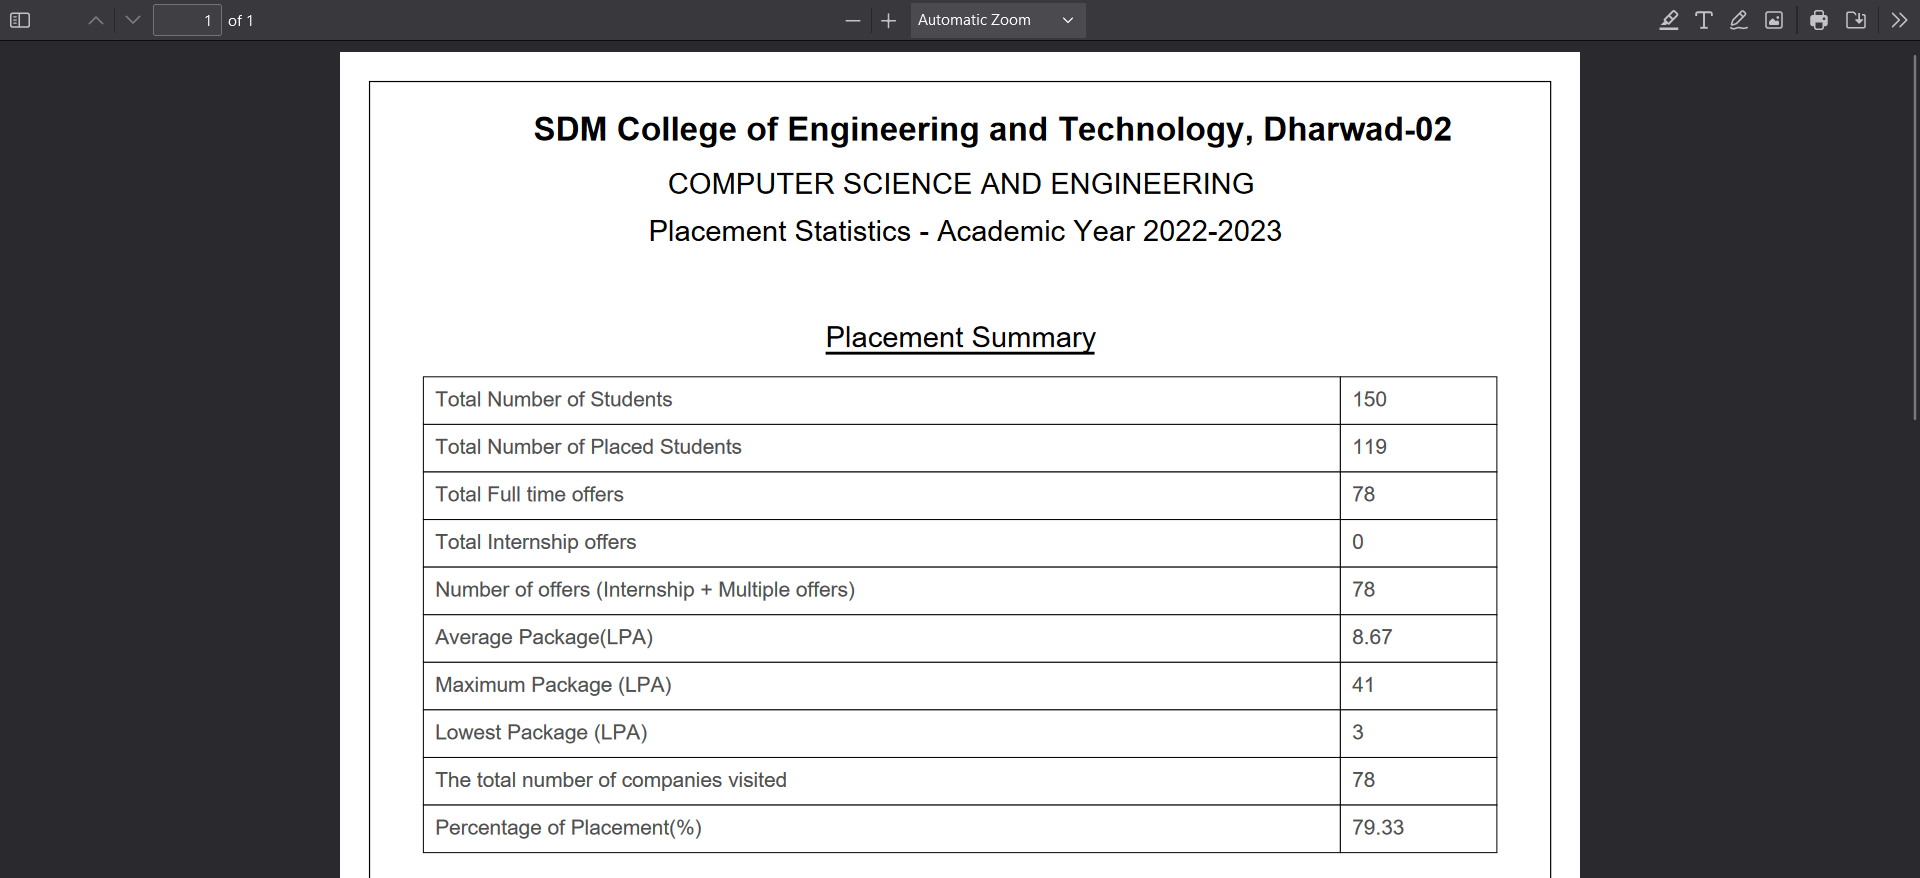 1 of 1 Automatic Zoom
SDM College of Engineering and Technology, Dharwad-02
COMPUTER SCIENCE AND ENGINEERING
Placement Statistics - Academic Year 2022-2023
Placement Summary
Total Number of Students 150
Total Number of Placed Students 119
Total Full time offers 78
Total Internship offers 0
Number of offers (Internship + Multiple offers) 78
Average Package(LPA) 8.67
Maximum Package (LPA) 41
Lowest Package (LPA) 3
The total number of companies visited 78
Percentage of Placement(%) 79.33